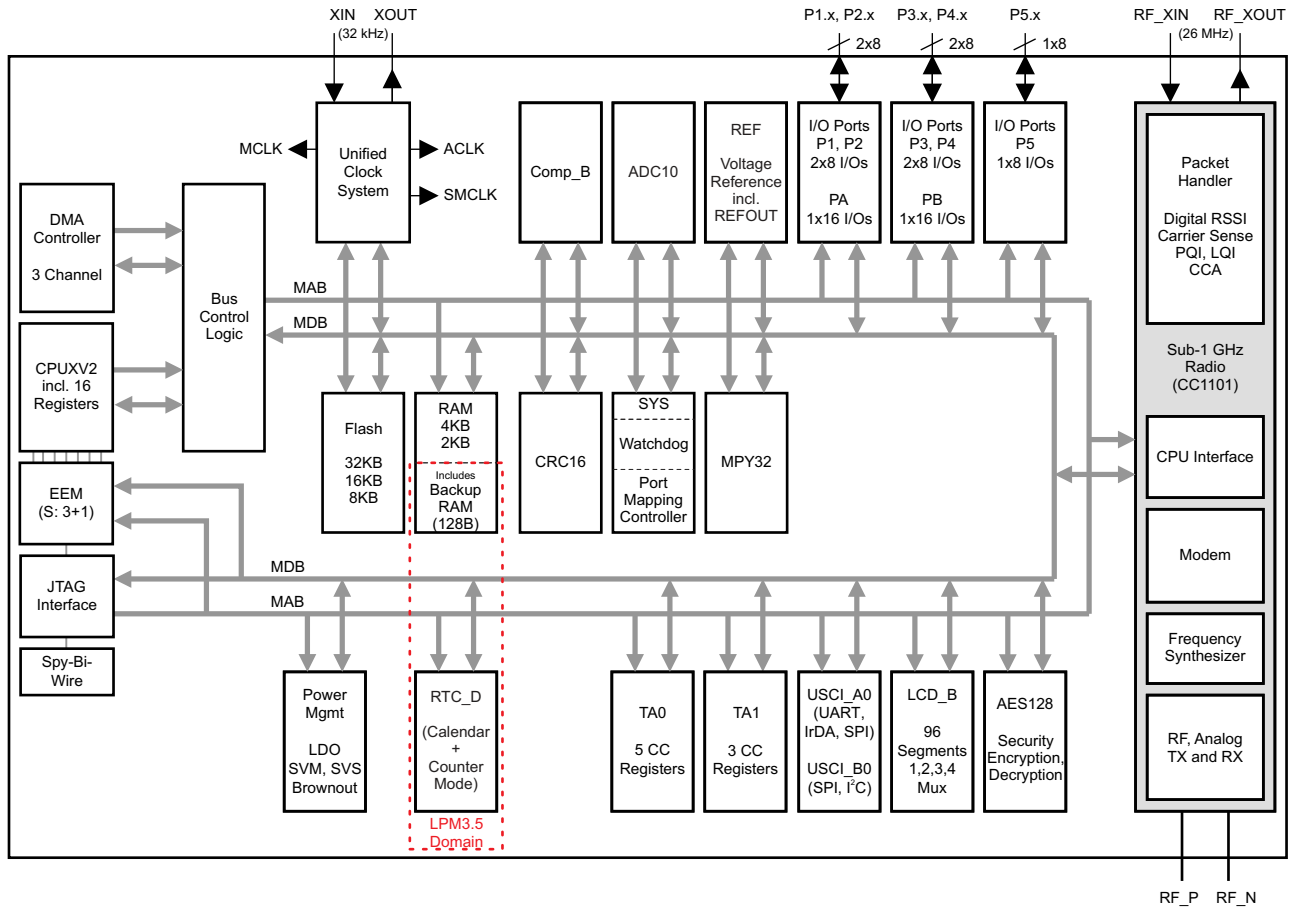 XIN XOUT
(32 kHz)
P1.x, P2.x
2x8
P3.x, P4.x
2x8
P5.x
1x8
RF_XIN RF_XOUT
(26 MHz)
MCLK
Unified
Clock
System
ACLK
SMCLK
Comp_B
ADC10
REF
Voltage
Reference
incl.
REFOUT
I/O Ports
P1, P2
2x8 I/Os
PA
1x16 I/Os
I/O Ports
P3, P4
2x8 I/Os
PB
1x16 I/Os
I/O Ports
P5
1x8 I/Os
Packet
Handler
Digital RSSI
Carrier Sense
PQI, LQI
CCA
DMA
Controller
3 Channel
Bus
Control
Logic
MAB
MDB
CPUXV2
incl. 16
Registers
Sub-1 GHz
Radio
(CC1101)
Flash
32KB
16KB
8KB
RAM
4KB
2KB
Includes
Backup
RAM
(128B)
CRC16
SYS
Watchdog
Port
Mapping
Controller
MPY32
CPU Interface
EEM
(S: 3+1)
Modem
JTAG
Interface
MDB
MAB
Spy-Bi-
Wire
Frequency
Synthesizer
Power
Mgmt
LDO
SVM, SVS
Brownout
RTC_D
(Calendar
+
Counter
Mode)
LPM3.5
Domain
TA0
5 CC
Registers
TA1
3 CC
Registers
USCI_A0
(UART,
IrDA, SPI)
USCI_B0
(SPI, I²C)
LCD_B
96
Segments
1,2,3,4
Mux
AES128
Security
Encryption,
Decryption
RF, Analog
TX and RX
RF_P RF_N